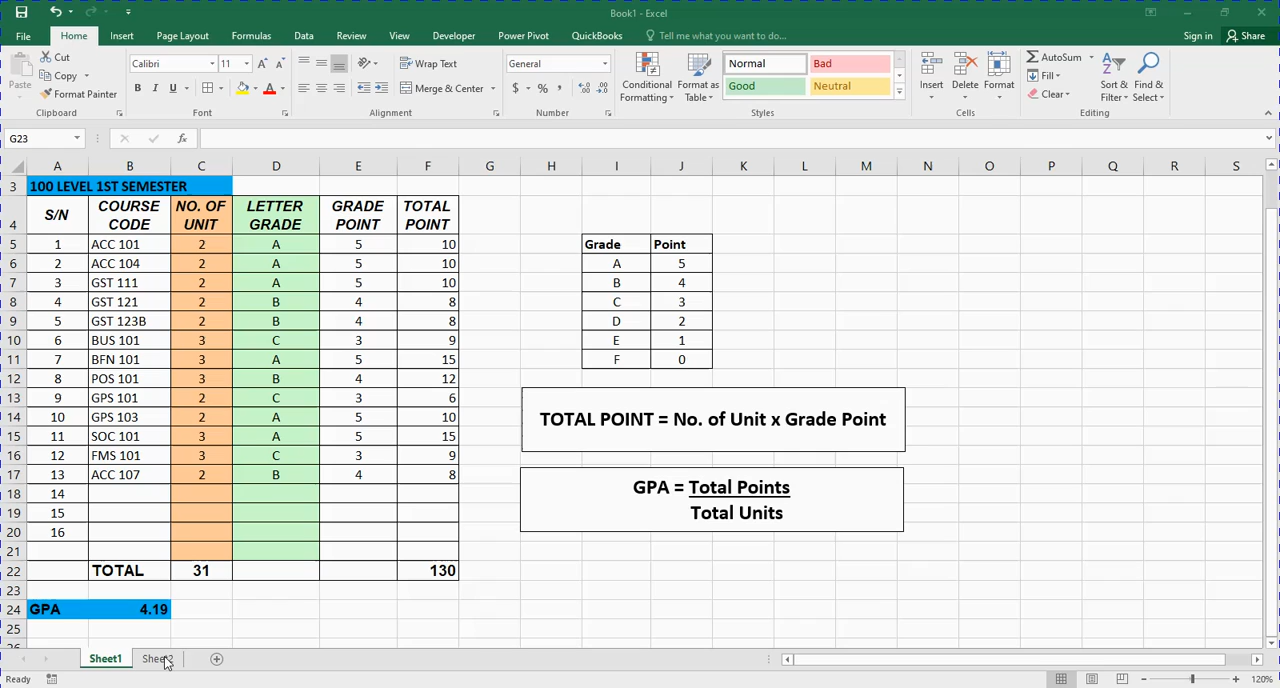 Book1 - Excel
File Home Insert Page Layout Formulas Data Review View Developer Power Pivot QuickBooks Tell me what you want to do... Sign in Share
Paste
Cut
Copy
Format Painter
Clipboard
Calibri 11
A A
B I U A
Font
Wrap Text
Merge & Center
Alignment
General
$ % ,
Number
Conditional Formatting
Format as Table
Normal Bad
Good Neutral
Styles
Insert Delete Format
Cells
AutoSum
Fill
Clear
Sort & Filter
Find & Select
Editing
G23 fx
A B C D E F G H I J K L M N O P Q R S
3 100 LEVEL 1ST SEMESTER
4 S/N COURSE CODE NO. OF UNIT LETTER GRADE GRADE POINT TOTAL POINT
5 1 ACC 101 2 A 5 10 Grade Point
6 2 ACC 104 2 A 5 10 A 5
7 3 GST 111 2 A 5 10 B 4
8 4 GST 121 2 B 4 8 C 3
9 5 GST 123B 2 B 4 8 D 2
10 6 BUS 101 3 C 3 9 E 1
11 7 BFN 101 3 A 5 15 F 0
12 8 POS 101 3 B 4 12
13 9 GPS 101 2 C 3 6
14 10 GPS 103 2 A 5 10
15 11 SOC 101 3 A 5 15
16 12 FMS 101 3 C 3 9
17 13 ACC 107 2 B 4 8
18 14
19 15
20 16
21
22 TOTAL 31 130
23
24 GPA 4.19
25
TOTAL POINT = No. of Unit x Grade Point
GPA = Total Points
Total Units
Sheet1
Ready 120%